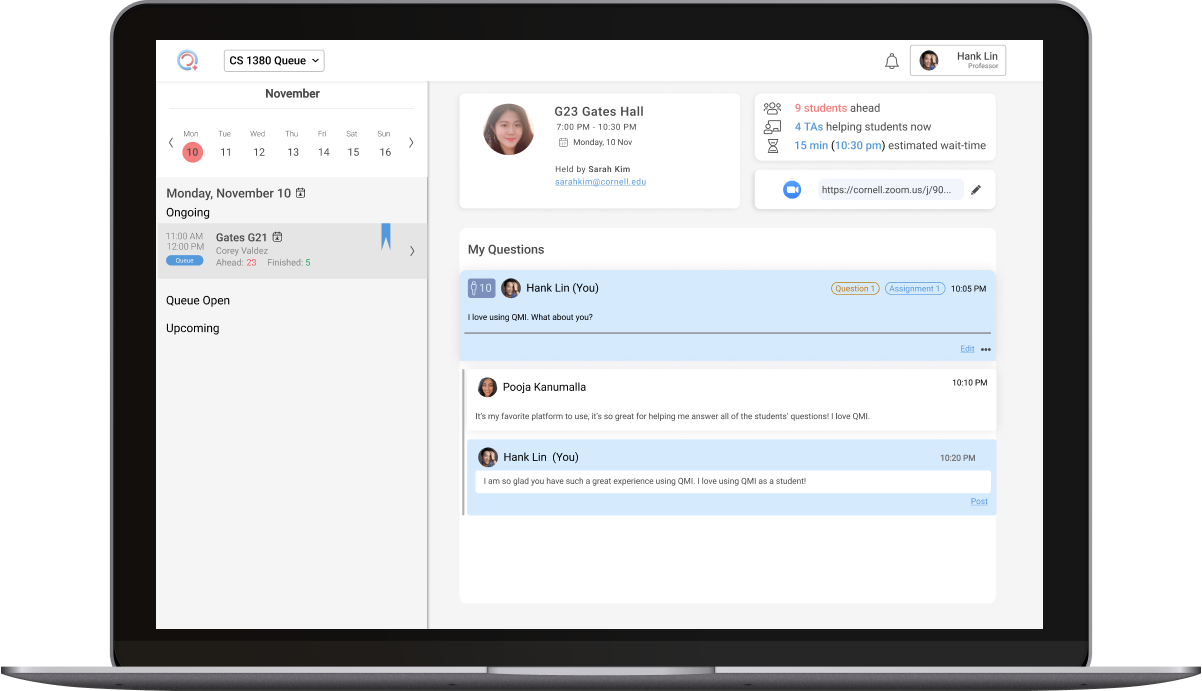 CS 1380 Queue
Hank Lin
Professor
November
Mon Tue Wed Thu Fri Sat Sun
10 11 12 13 14 15 16
Monday, November 10
Ongoing
11:00 AM
12:00 PM
Queue
Gates G21
Corey Valdez
Ahead: 23 Finished: 5
Queue Open
Upcoming
G23 Gates Hall
7:00 PM - 10:30 PM
Monday, 10 Nov
Held by Sarah Kim
sarahkim@cornell.edu
9 students ahead
4 TAs helping students now
15 min (10:30 pm) estimated wait-time
https://cornell.zoom.us/j/90...
My Questions
10 Hank Lin (You) Question 1 Assignment 1 10:05 PM
I love using QMI. What about you?
Edit
Pooja Kanumalla 10:10 PM
It's my favorite platform to use, it's so great for helping me answer all of the students' questions! I love QMI.
Hank Lin (You) 10:20 PM
I am so glad you have such a great experience using QMI. I love using QMI as a student!
Post